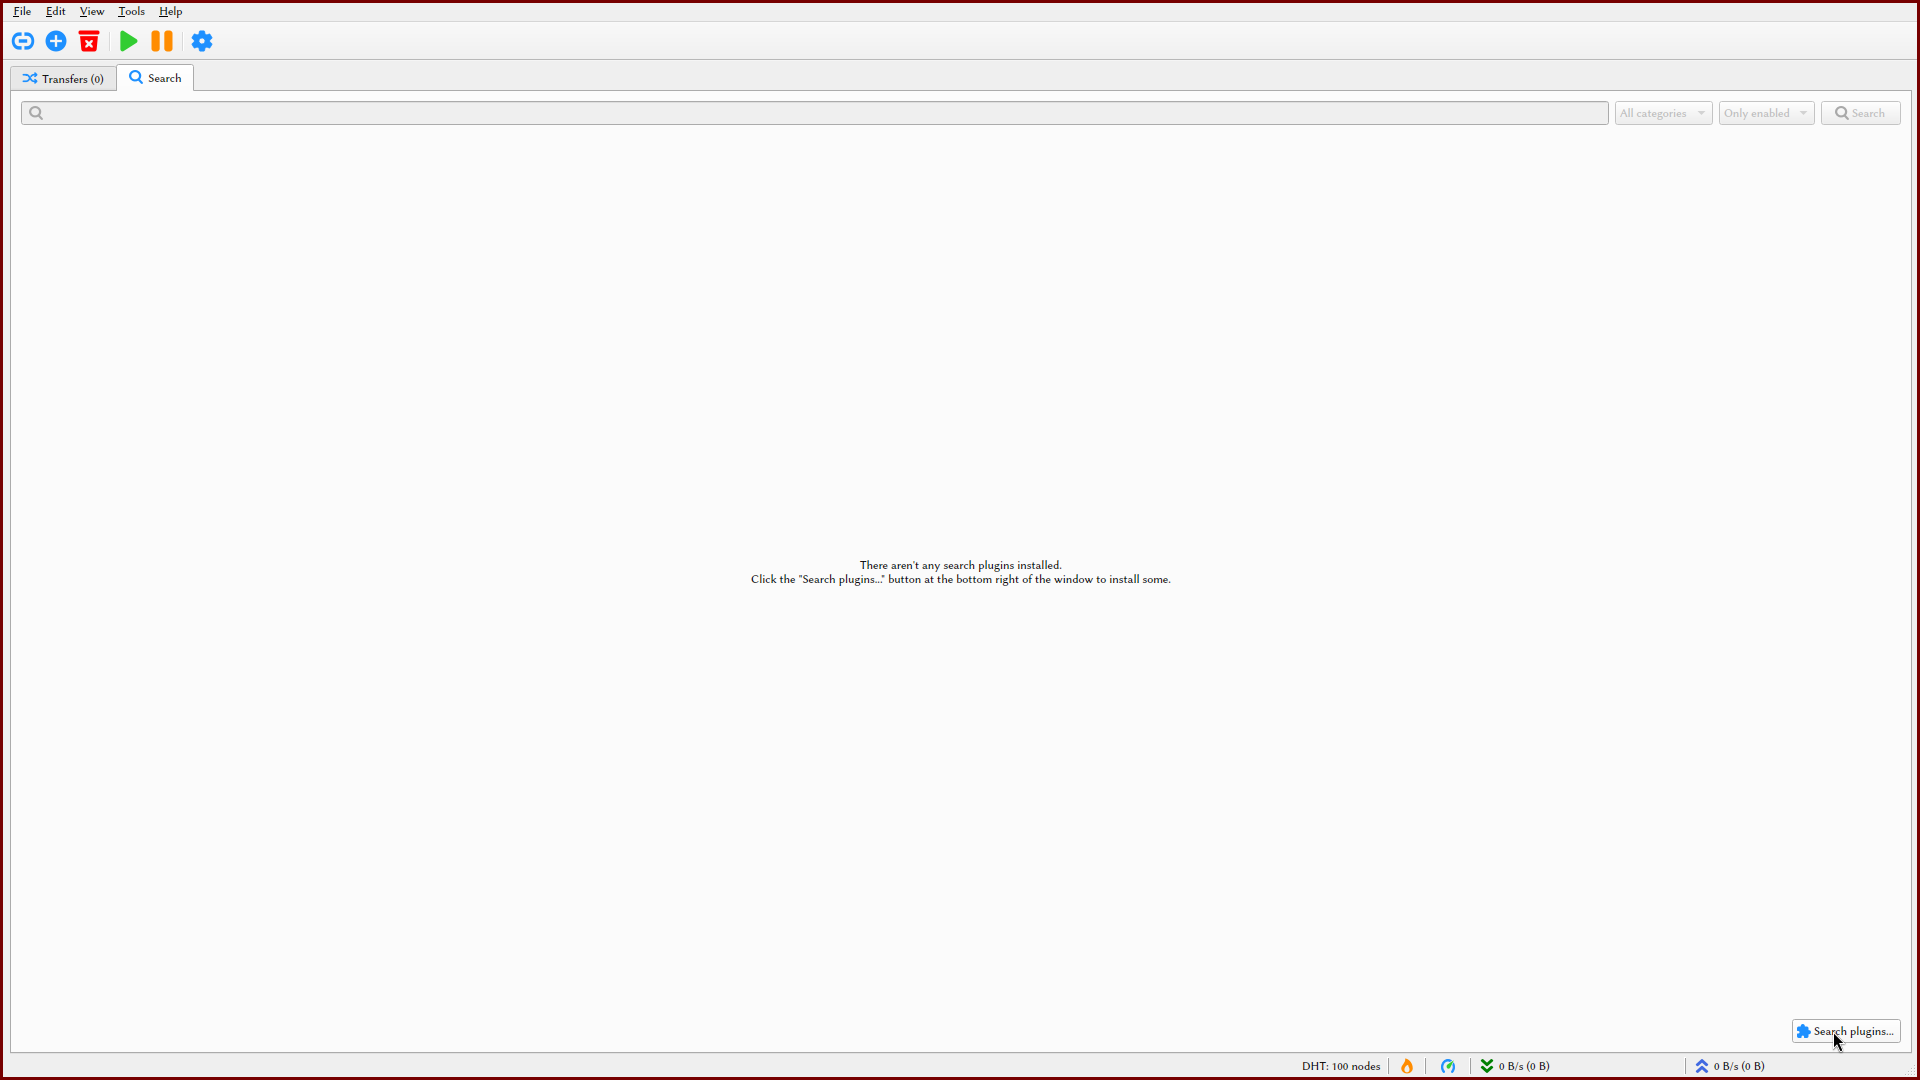 File Edit View Tools Help
Transfers (0) Search
All categories Only enabled Search
There aren't any search plugins installed.
Click the "Search plugins..." button at the bottom right of the window to install some.
Search plugins...
DHT: 100 nodes 0 B/s (0 B) 0 B/s (0 B)